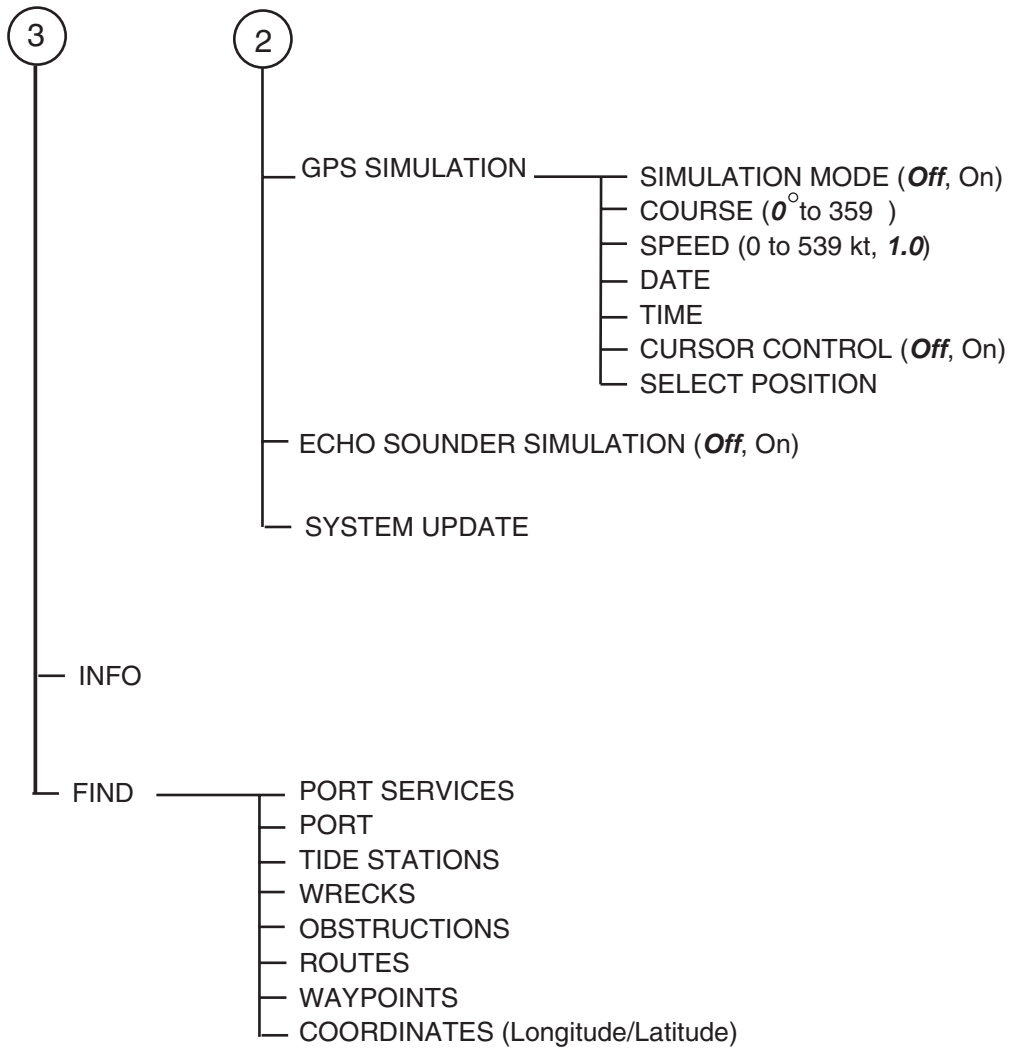 3
2
GPS SIMULATION
SIMULATION MODE (Off, On)
COURSE (0° to 359 )
SPEED (0 to 539 kt, 1.0)
DATE
TIME
CURSOR CONTROL (Off, On)
SELECT POSITION
ECHO SOUNDER SIMULATION (Off, On)
SYSTEM UPDATE
INFO
FIND
PORT SERVICES
PORT
TIDE STATIONS
WRECKS
OBSTRUCTIONS
ROUTES
WAYPOINTS
COORDINATES (Longitude/Latitude)